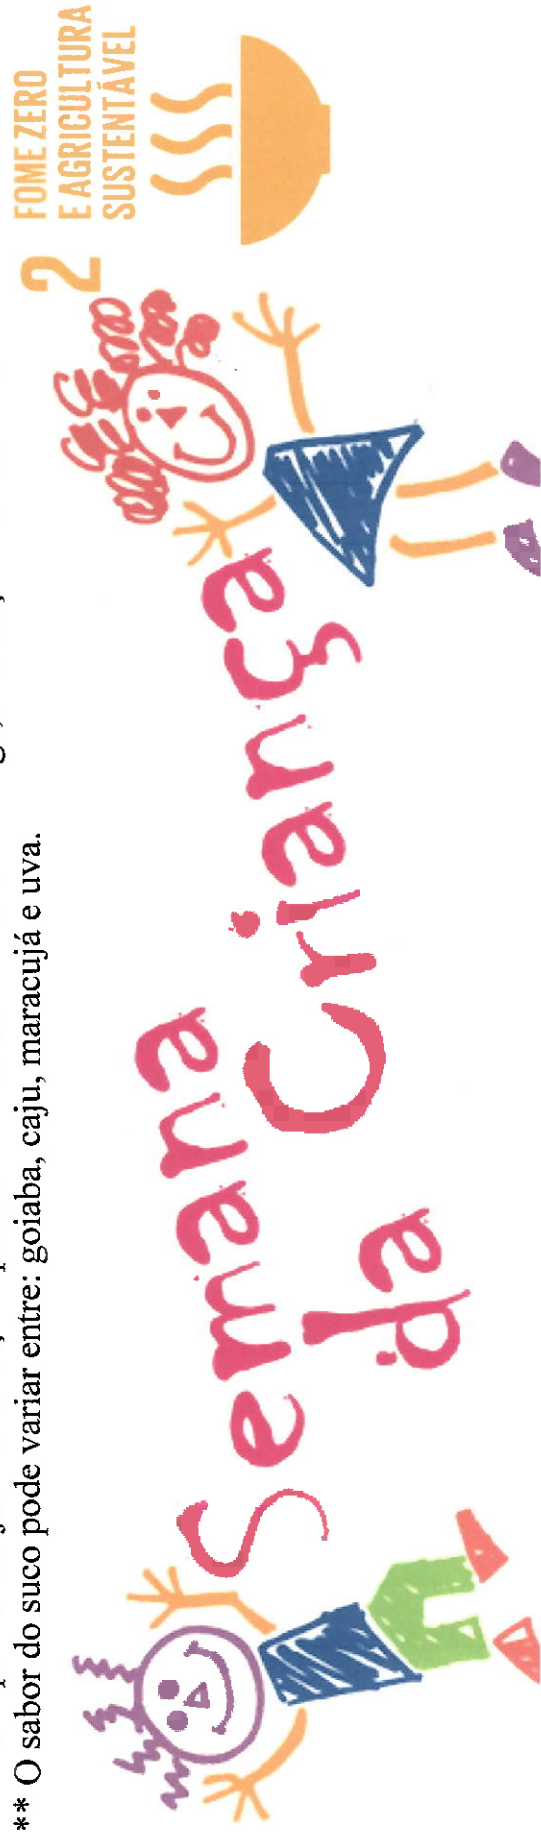 ** O sabor do suco pode variar entre: goiaba, caju, maracujá e uva.
Semana
da Criança
2 FOME ZERO
E AGRICULTURA
SUSTENTÁVEL